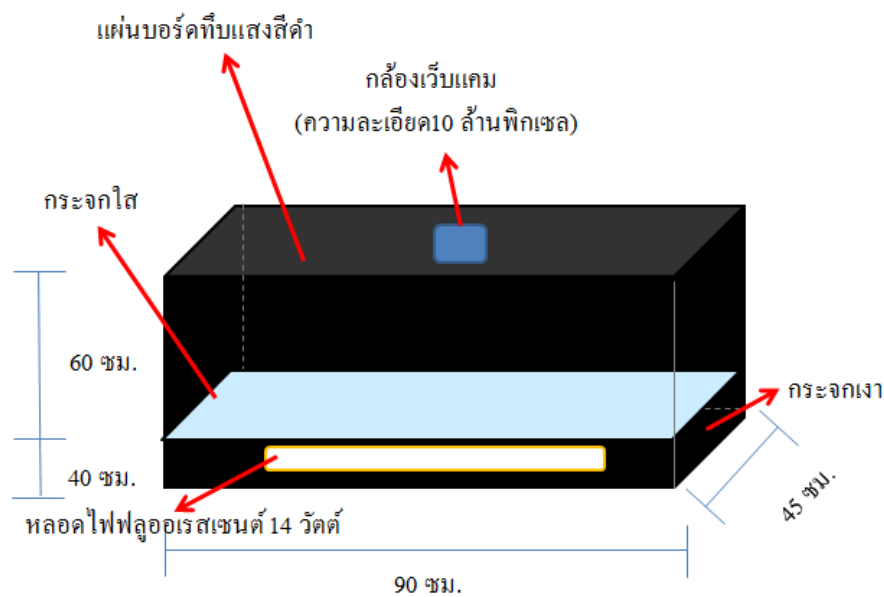 แผ่นบอร์ดทึบแสงสีดำ
กล้องเว็บแคม
(ความละเอียด10 ล้านพิกเซล)
กระจกใส
60 ซม.
กระจกเงา
40 ซม.
45 ซม.
หลอดไฟฟลูออเรสเซนต์ 14 วัตต์
90 ซม.